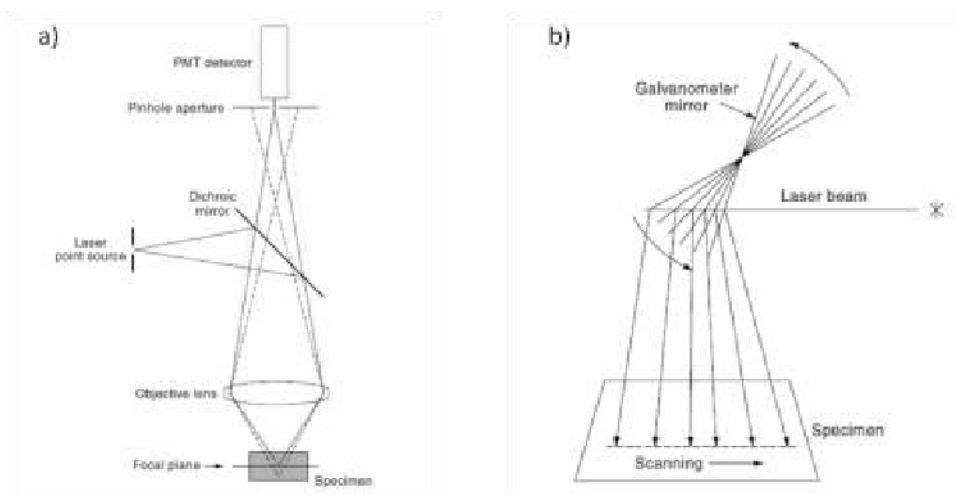 a)
PMT detector
Pinhole aperture
Dichroic
mirror
Laser
point source
Objective lens
Focal plane
Specimen
b)
Galvanometer
mirror
Laser beam
Specimen
Scanning